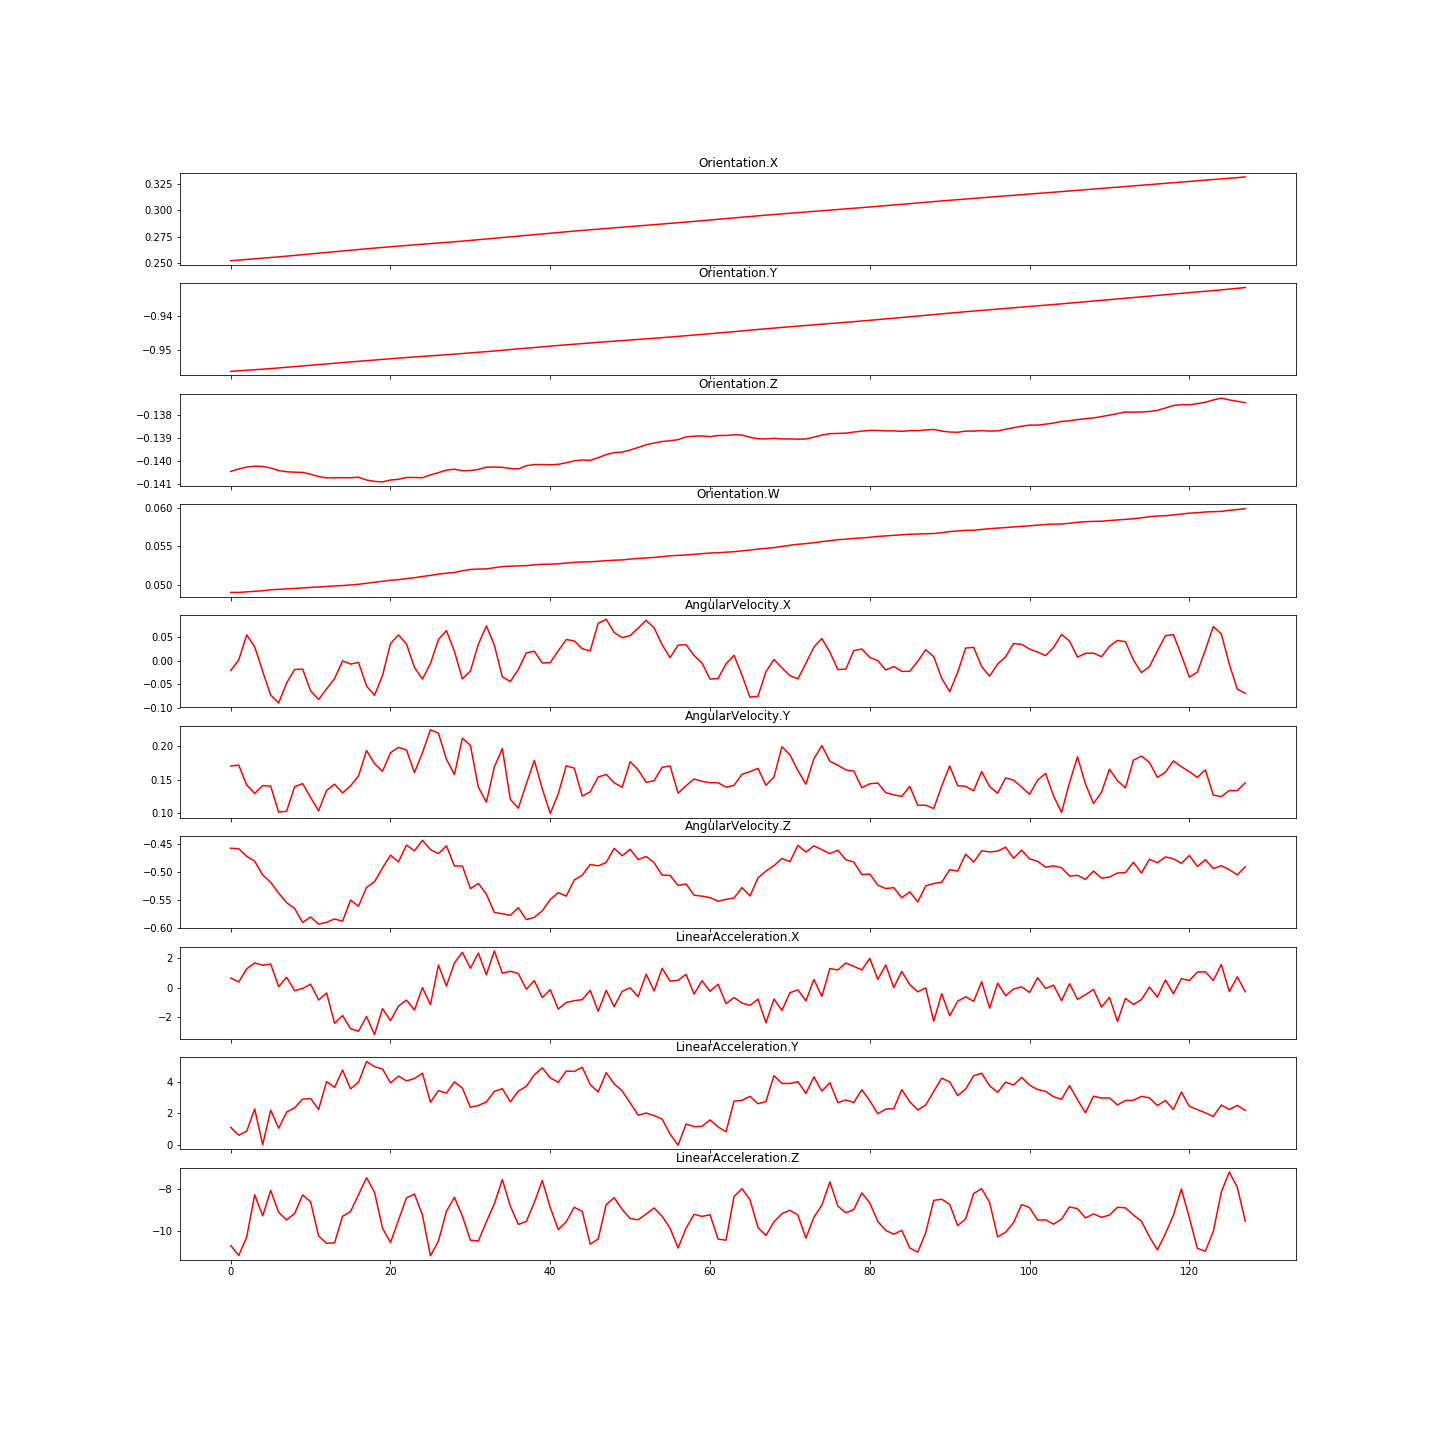 Orientation.X
0.325
0.300
0.275
0.250
Orientation.Y
−0.94
−0.95
Orientation.Z
−0.138
−0.139
−0.140
−0.141
Orientation.W
0.060
0.055
0.050
AngularVelocity.X
0.05
0.00
−0.05
−0.10
AngularVelocity.Y
0.20
0.15
0.10
AngularVelocity.Z
−0.45
−0.50
−0.55
−0.60
LinearAcceleration.X
2
0
−2
LinearAcceleration.Y
4
2
0
LinearAcceleration.Z
−8
−10
0 20 40 60 80 100 120